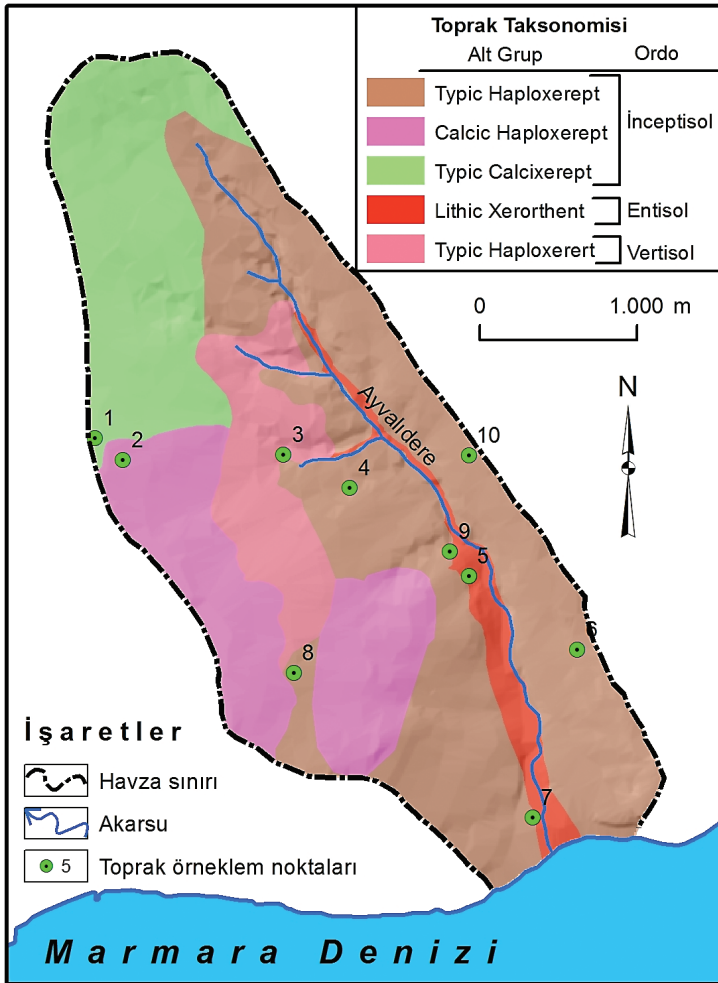 Toprak Taksonomisi
Alt Grup Ordo
Typic Haploxerept
Calcic Haploxerept
Typic Calcixerept
İnceptisol
Lithic Xerorthent Entisol
Typic Haploxerert Vertisol
0 1.000 m
N
Ayvalıdere
1
2
3
4
10
9
5
6
8
7
İşaretler
Havza sınırı
Akarsu
5 Toprak örneklem noktaları
Marmara Denizi